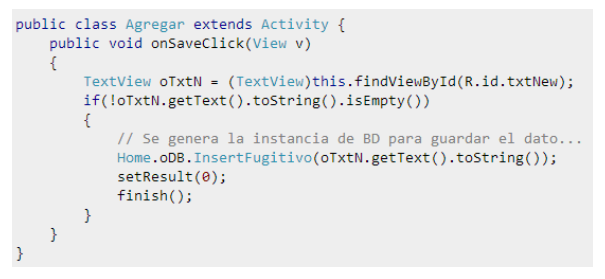 public class Agregar extends Activity {
    public void onSaveClick(View v)
    {
        TextView oTxtN = (TextView)this.findViewById(R.id.txtNew);
        if(!oTxtN.getText().toString().isEmpty())
        {
            // Se genera la instancia de BD para guardar el dato...
            Home.oDB.InsertFugitivo(oTxtN.getText().toString());
            setResult(0);
            finish();
        }
    }
}